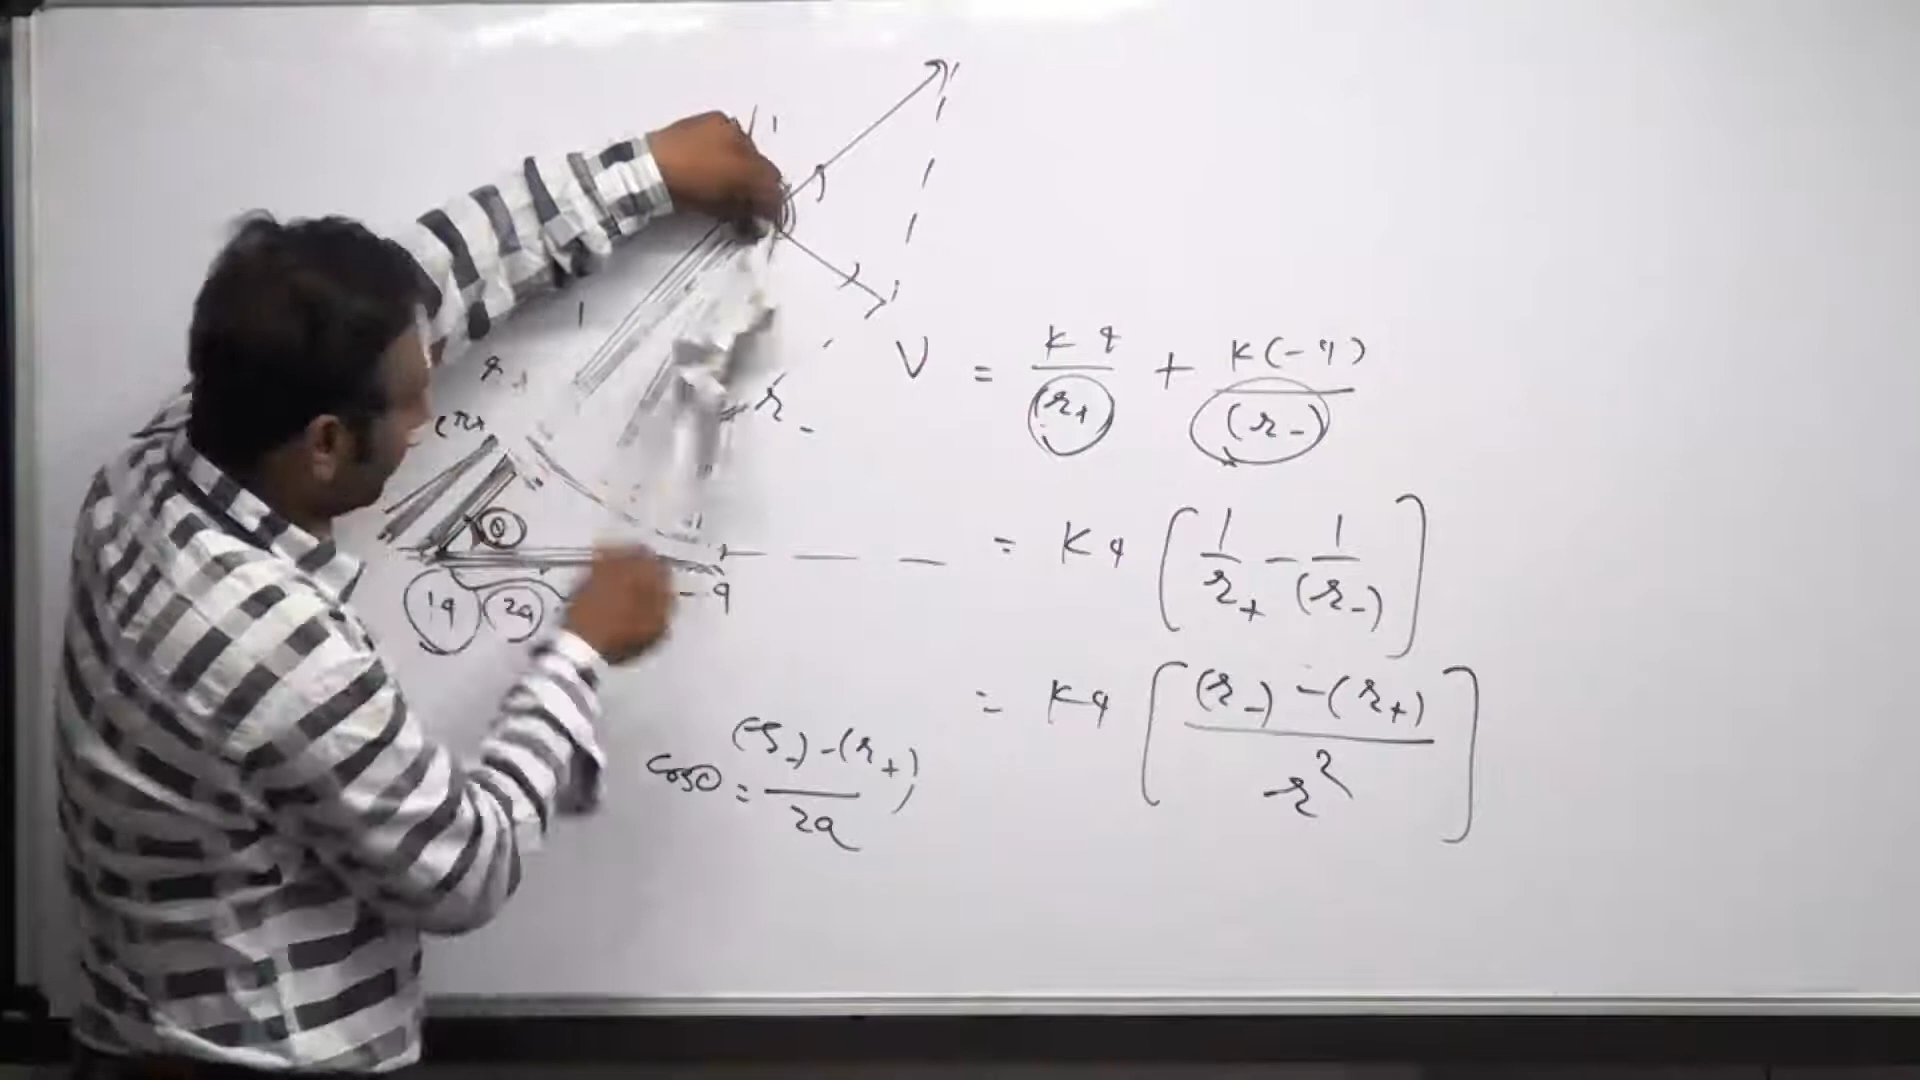 r₋
(r₊
θ
+q 2a
-q
V = Kq/(r₊) + K(-q)/(r₋)
= Kq [1/r₊ - 1/(r₋)]
= Kq [((r₋) - (r₊))/r²]
cosθ = ((r₋) - (r₊))/2a